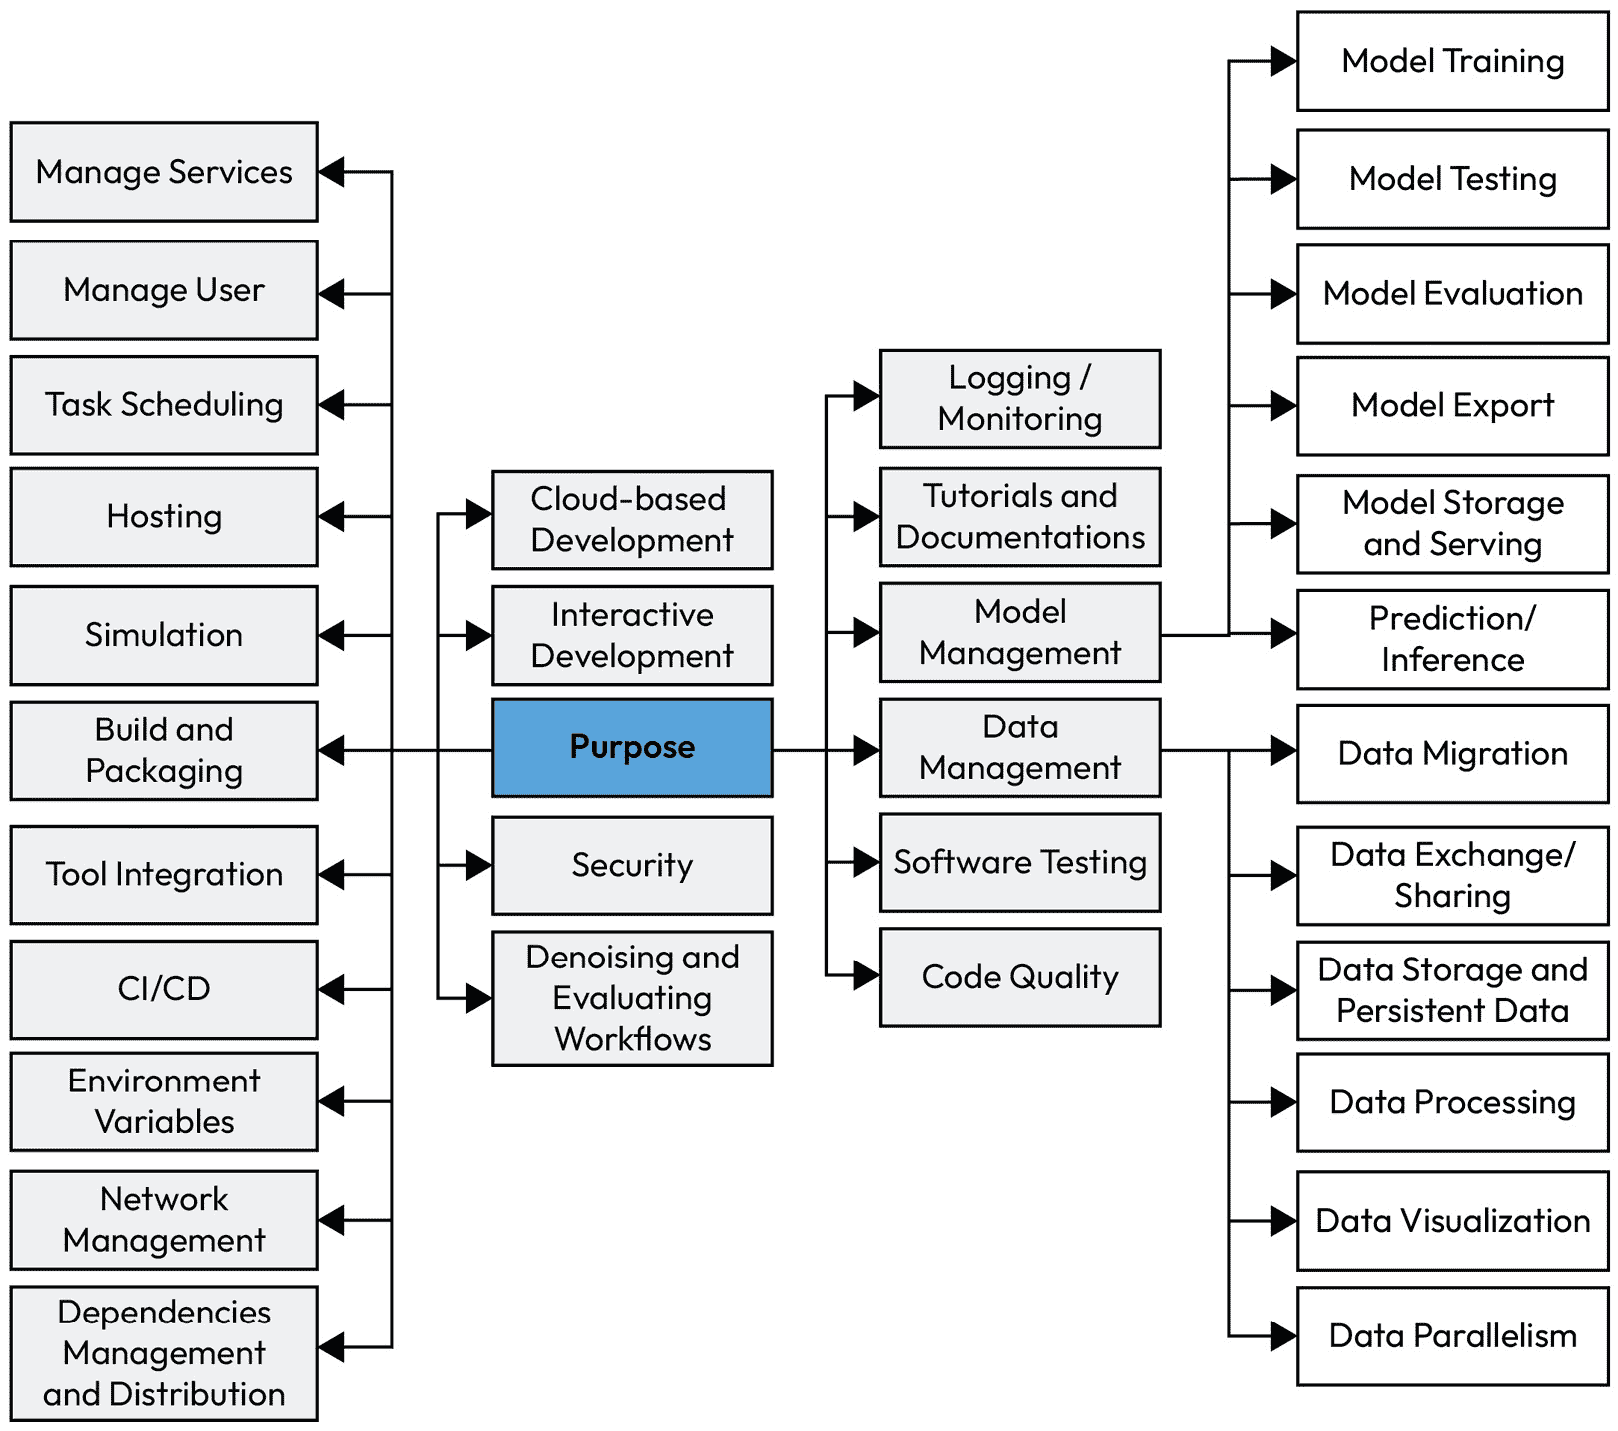 Manage Services
Manage User
Task Scheduling
Hosting
Simulation
Build and
Packaging
Tool Integration
CI/CD
Environment
Variables
Network
Management
Dependencies
Management
and Distribution
Cloud-based
Development
Interactive
Development
Purpose
Security
Denoising and
Evaluating
Workflows
Logging /
Monitoring
Tutorials and
Documentations
Model
Management
Data
Management
Software Testing
Code Quality
Model Training
Model Testing
Model Evaluation
Model Export
Model Storage
and Serving
Prediction/
Inference
Data Migration
Data Exchange/
Sharing
Data Storage and
Persistent Data
Data Processing
Data Visualization
Data Parallelism